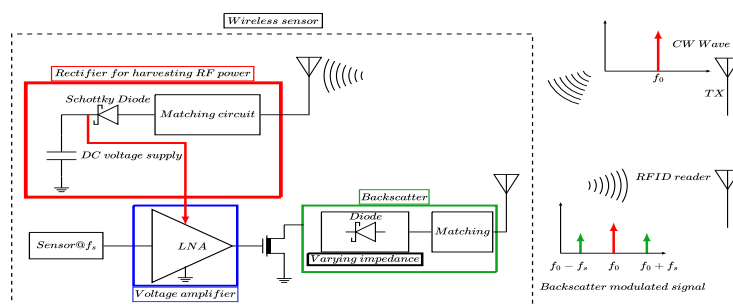 Wireless sensor
CW Wave
Rectifier for harvesting RF power
f0
Schottky Diode
TX
Matching circuit
DC voltage supply
RFID reader
Backscatter
Diode
Sensor@fs
LNA
Matching
Varying impedance
f0 − fs
f0
f0 + fs
Voltage amplifier
Backscatter modulated signal